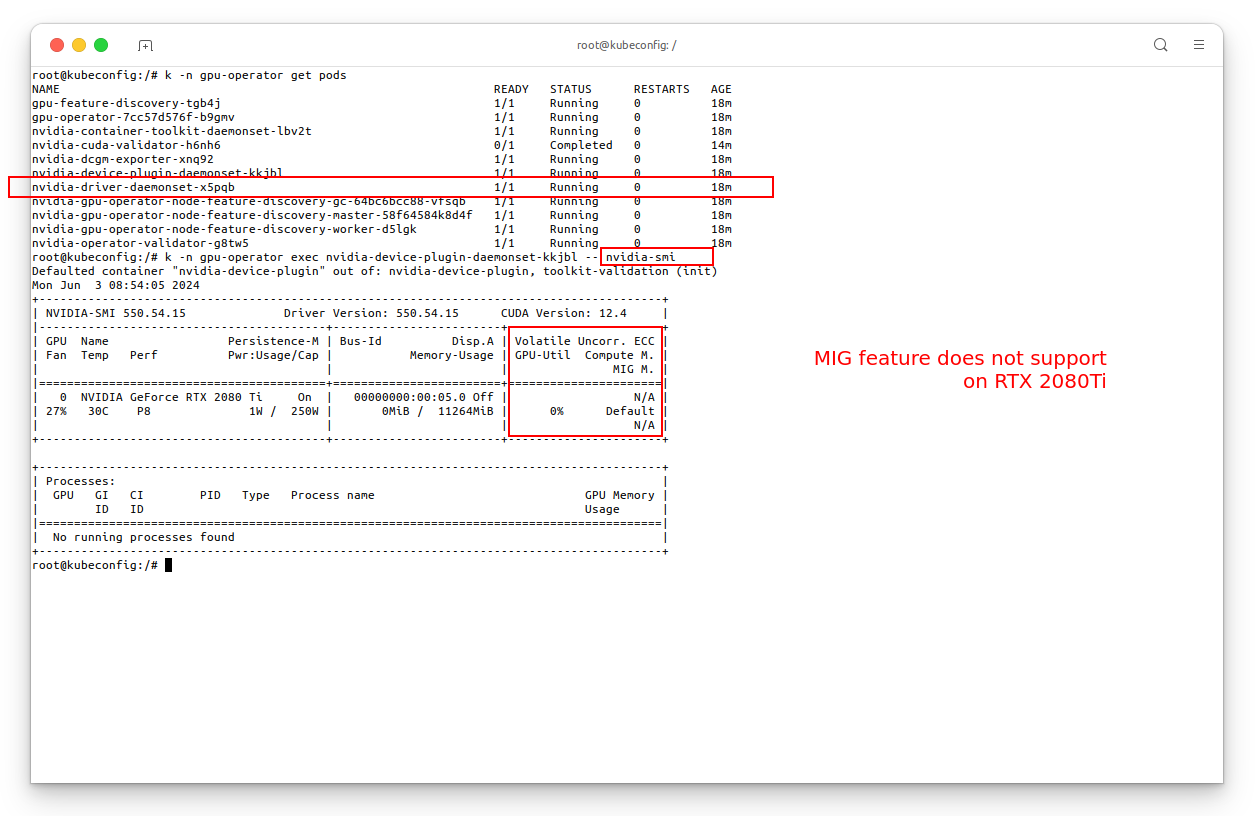 root@kubeconfig: /
root@kubeconfig:/# k -n gpu-operator get pods
NAME                                                              READY   STATUS      RESTARTS   AGE
gpu-feature-discovery-tgb4j                                       1/1     Running     0          18m
gpu-operator-7cc57d576f-b9gmv                                     1/1     Running     0          18m
nvidia-container-toolkit-daemonset-lbv2t                          1/1     Running     0          18m
nvidia-cuda-validator-h6nh6                                       0/1     Completed   0          14m
nvidia-dcgm-exporter-xnq92                                        1/1     Running     0          18m
nvidia-device-plugin-daemonset-kkjbl                              1/1     Running     0          18m
nvidia-driver-daemonset-x5pqb                                     1/1     Running     0          18m
nvidia-gpu-operator-node-feature-discovery-gc-64bc6bcc88-vfsqb    1/1     Running     0          18m
nvidia-gpu-operator-node-feature-discovery-master-58f64584k8d4f   1/1     Running     0          18m
nvidia-gpu-operator-node-feature-discovery-worker-d5lgk           1/1     Running     0          18m
nvidia-operator-validator-g8tw5                                   1/1     Running     0          18m
root@kubeconfig:/# k -n gpu-operator exec nvidia-device-plugin-daemonset-kkjbl -- nvidia-smi
Defaulted container "nvidia-device-plugin" out of: nvidia-device-plugin, toolkit-validation (init)
Mon Jun  3 08:54:05 2024
+-----------------------------------------------------------------------------------------+
| NVIDIA-SMI 550.54.15              Driver Version: 550.54.15      CUDA Version: 12.4     |
|-----------------------------------------+------------------------+----------------------+
| GPU  Name                 Persistence-M | Bus-Id          Disp.A | Volatile Uncorr. ECC |
| Fan  Temp   Perf          Pwr:Usage/Cap |           Memory-Usage | GPU-Util  Compute M. |
|                                         |                        |               MIG M. |
|=========================================+========================+======================|
|   0  NVIDIA GeForce RTX 2080 Ti     On  |   00000000:00:05.0 Off |                  N/A |
| 27%   30C    P8              1W /  250W |       0MiB /  11264MiB |      0%      Default |
|                                         |                        |                  N/A |
+-----------------------------------------+------------------------+----------------------+
MIG feature does not support
on RTX 2080Ti
+-----------------------------------------------------------------------------------------+
| Processes:                                                                              |
|  GPU   GI   CI        PID   Type   Process name                              GPU Memory |
|        ID   ID                                                               Usage      |
|=========================================================================================|
|  No running processes found                                                             |
+-----------------------------------------------------------------------------------------+
root@kubeconfig:/#